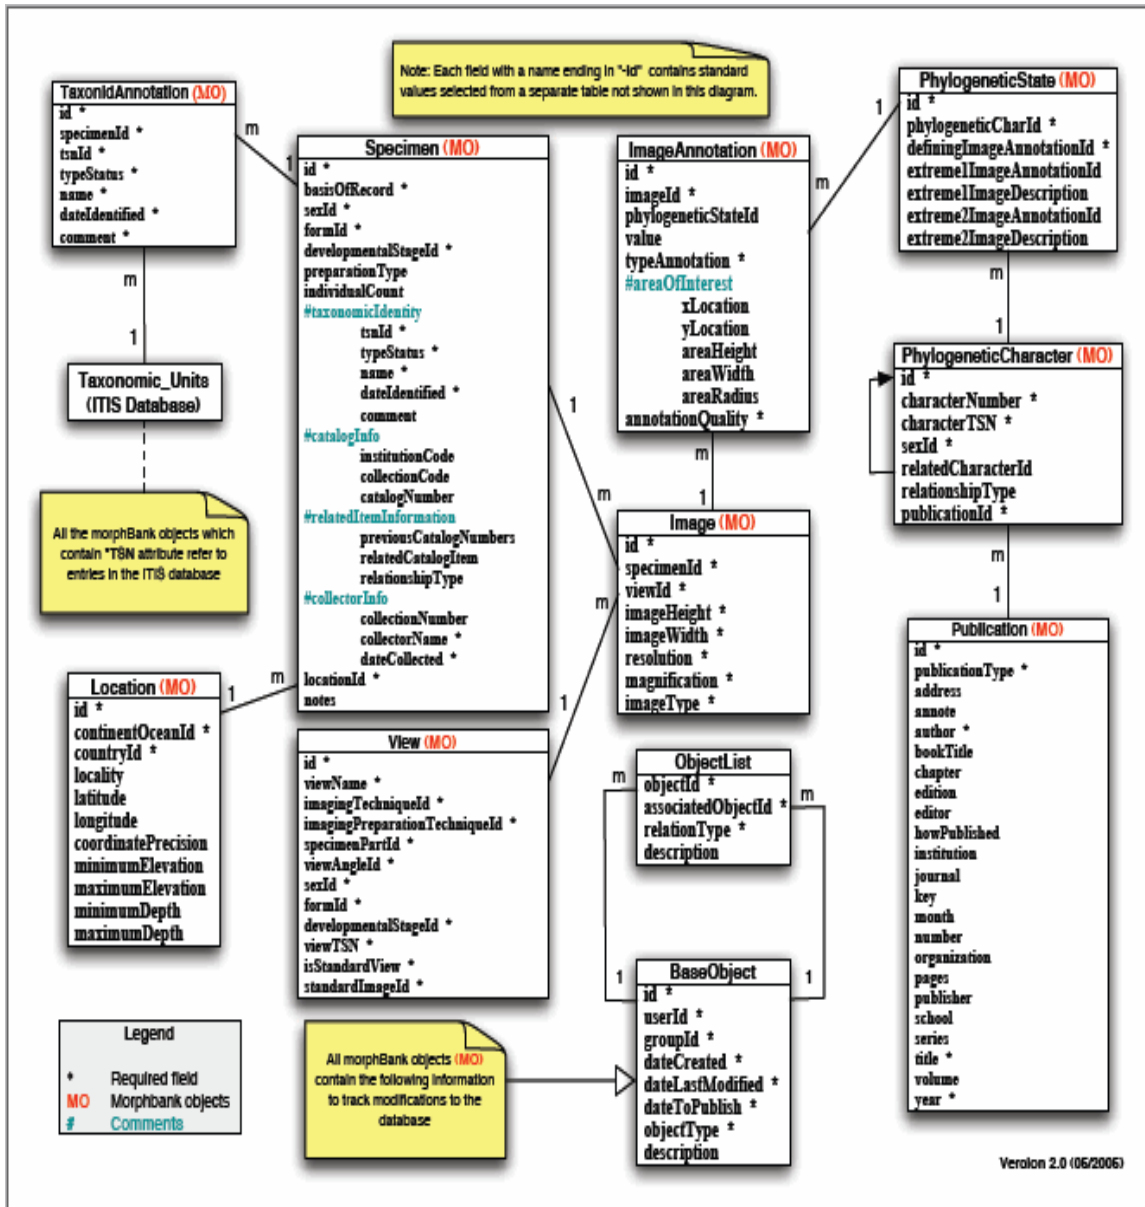 Note: Each field with a name ending in "-Id" contains standard
values selected from a separate table not shown in this diagram.
TaxonIdAnnotation (MO)
id *
specimenId *
tsnId *
typeStatus *
name *
dateIdentified *
comment *
m
1
m
1
Taxonomic_Units
(ITIS Database)
All the morphBank objects which
contain *TSN attribute refer to
entries in the ITIS database
Specimen (MO)
id *
basisOfRecord *
sexId *
formId *
developmentalStageId *
preparationType
individualCount
#taxonomicIdentity
tsnId *
typeStatus *
name *
dateIdentified *
comment
#catalogInfo
institutionCode
collectionCode
catalogNumber
#relatedItemInformation
previousCatalogNumbers
relatedCatalogItem
relationshipType
#collectorInfo
collectionNumber
collectorName *
dateCollected *
locationId *
notes
1
m
m
1
1
m
Location (MO)
id *
continentOceanId *
countryId *
locality
latitude
longitude
coordinatePrecision
minimumElevation
maximumElevation
minimumDepth
maximumDepth
View (MO)
id *
viewName *
imagingTechniqueId *
imagingPreparationTechniqueId *
specimenPartId *
viewAngleId *
sexId *
formId *
developmentalStageId *
viewTSN *
isStandardView *
standardImageId *
ImageAnnotation (MO)
id *
imageId *
phylogeneticStateId
value
typeAnnotation *
#areaOfInterest
xLocation
yLocation
areaHeight
areaWidth
areaRadius
annotationQuality *
m
1
m
1
Image (MO)
id *
specimenId *
viewId *
imageHeight *
imageWidth *
resolution *
magnification *
imageType *
PhylogeneticState (MO)
id *
phylogeneticCharId *
definingImageAnnotationId *
extreme1ImageAnnotationId
extreme1ImageDescription
extreme2ImageAnnotationId
extreme2ImageDescription
m
1
PhylogeneticCharacter (MO)
id *
characterNumber *
characterTSN *
sexId *
relatedCharacterId
relationshipType
publicationId *
m
1
Publication (MO)
id *
publicationType *
address
annote
author *
bookTitle
chapter
edition
editor
howPublished
institution
journal
key
month
number
organization
pages
publisher
school
series
title *
volume
year *
ObjectList
objectId *
associatedObjectId *
relationType *
description
m
m
1
1
BaseObject
id *
userId *
groupId *
dateCreated *
dateLastModified *
dateToPublish *
objectType *
description
Legend
* Required field
MO Morphbank objects
# Comments
All morphBank objects (MO)
contain the following information
to track modifications to the
database
Version 2.0 (06/2006)